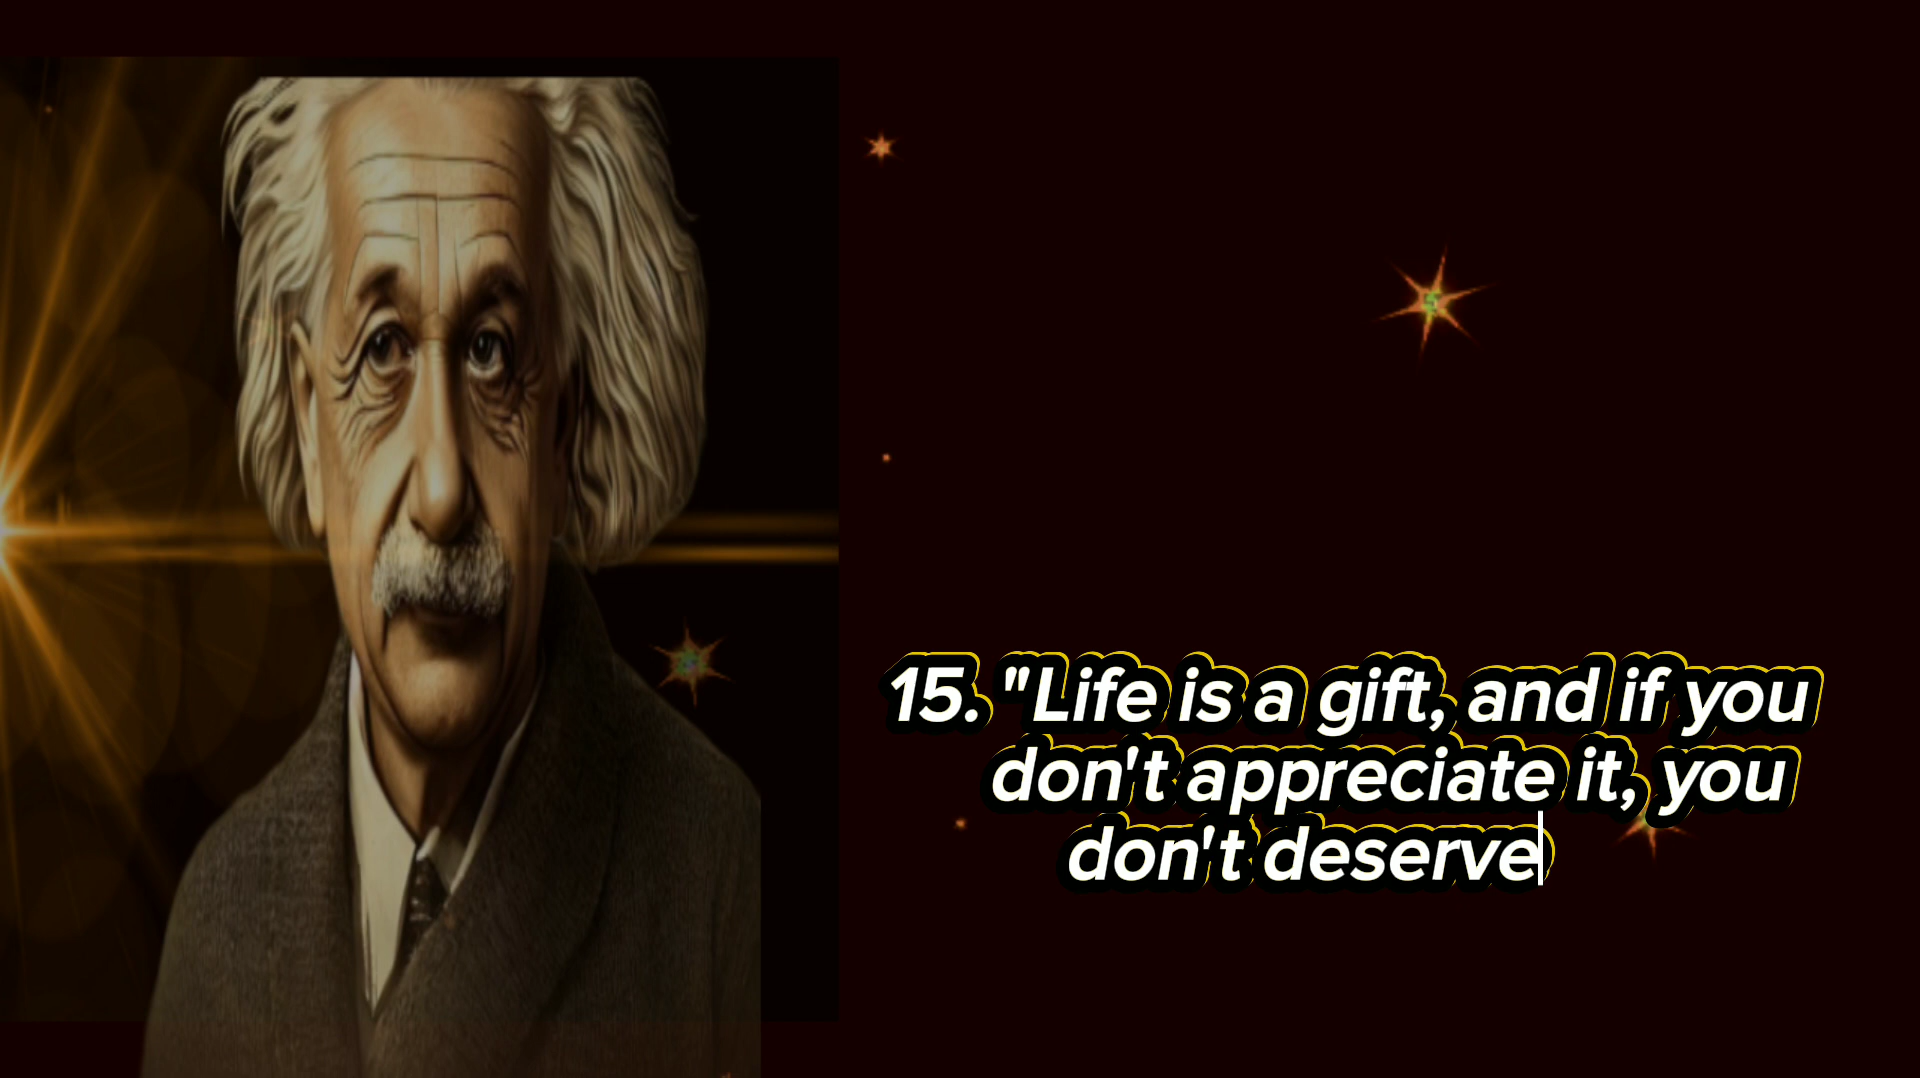 15. "Life is a gift, and if you
don't appreciate it, you
don't deserve